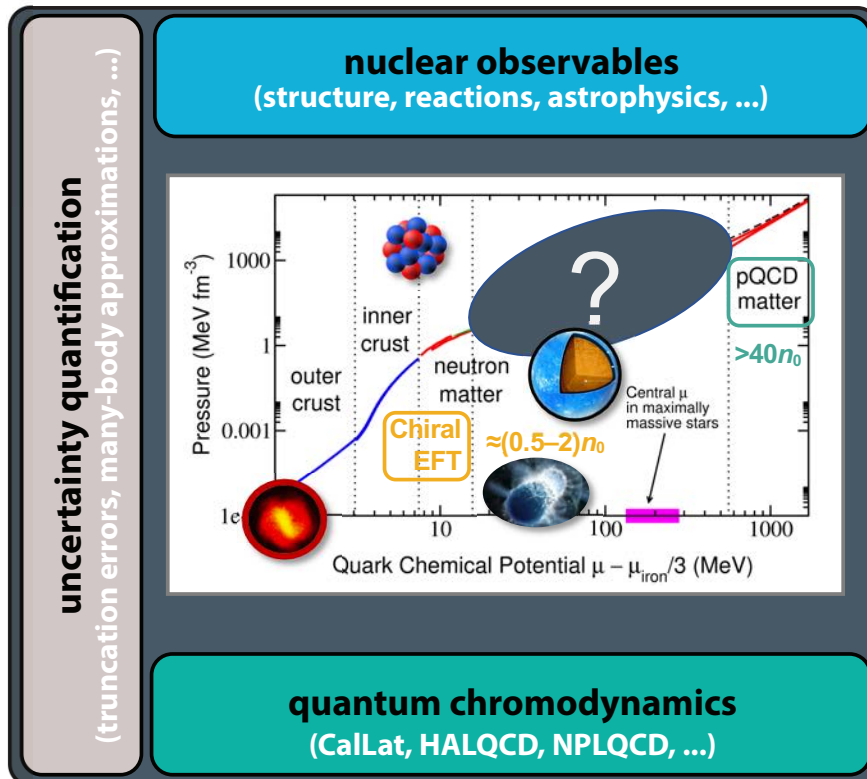 uncertainty quantification
(truncation errors, many-body approximations, ...)
nuclear observables
(structure, reactions, astrophysics, ...)
Pressure (MeV fm⁻³)
1000
1
0.001
1e
outer
crust
inner
crust
neutron
matter
?
pQCD
matter
>40n₀
Chiral
EFT
≈(0.5–2)n₀
Central μ
in maximally
massive stars
10
100
1000
Quark Chemical Potential μ − μ_iron/3 (MeV)
quantum chromodynamics
(CalLat, HALQCD, NPLQCD, ...)